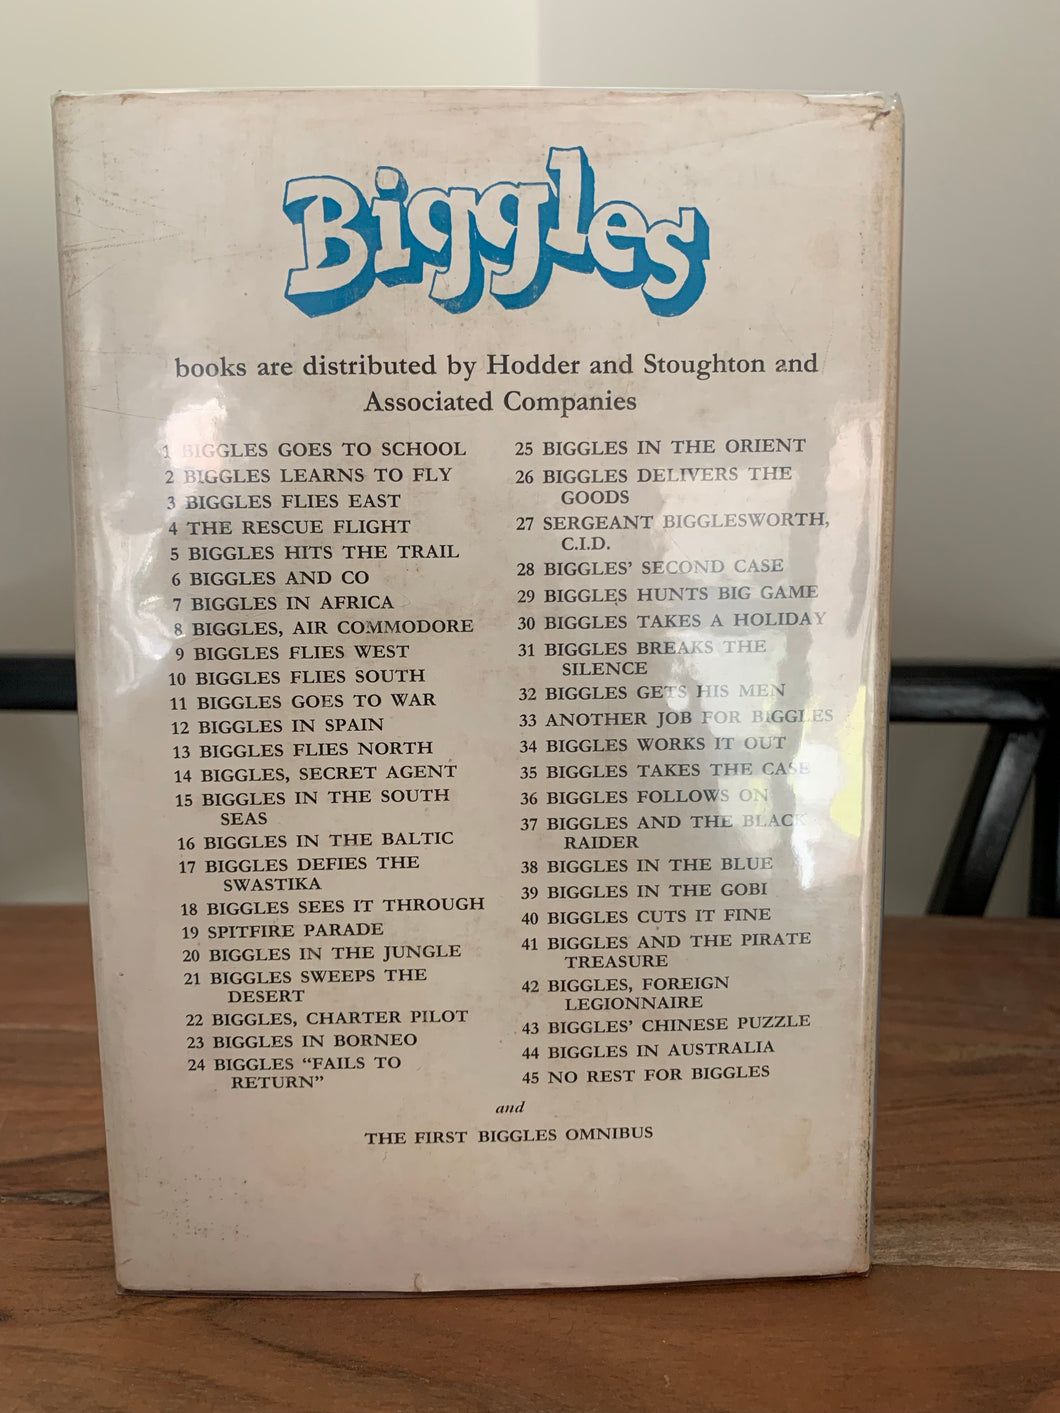 Biggles
books are distributed by Hodder and Stoughton and
Associated Companies
1 BIGGLES GOES TO SCHOOL
2 BIGGLES LEARNS TO FLY
3 BIGGLES FLIES EAST
4 THE RESCUE FLIGHT
5 BIGGLES HITS THE TRAIL
6 BIGGLES AND CO
7 BIGGLES IN AFRICA
8 BIGGLES, AIR COMMODORE
9 BIGGLES FLIES WEST
10 BIGGLES FLIES SOUTH
11 BIGGLES GOES TO WAR
12 BIGGLES IN SPAIN
13 BIGGLES FLIES NORTH
14 BIGGLES, SECRET AGENT
15 BIGGLES IN THE SOUTH
SEAS
16 BIGGLES IN THE BALTIC
17 BIGGLES DEFIES THE
SWASTIKA
18 BIGGLES SEES IT THROUGH
19 SPITFIRE PARADE
20 BIGGLES IN THE JUNGLE
21 BIGGLES SWEEPS THE
DESERT
22 BIGGLES, CHARTER PILOT
23 BIGGLES IN BORNEO
24 BIGGLES “FAILS TO
RETURN”
25 BIGGLES IN THE ORIENT
26 BIGGLES DELIVERS THE
GOODS
27 SERGEANT BIGGLESWORTH,
C.I.D.
28 BIGGLES’ SECOND CASE
29 BIGGLES HUNTS BIG GAME
30 BIGGLES TAKES A HOLIDAY
31 BIGGLES BREAKS THE
SILENCE
32 BIGGLES GETS HIS MEN
33 ANOTHER JOB FOR BIGGLES
34 BIGGLES WORKS IT OUT
35 BIGGLES TAKES THE CASE
36 BIGGLES FOLLOWS ON
37 BIGGLES AND THE BLACK
RAIDER
38 BIGGLES IN THE BLUE
39 BIGGLES IN THE GOBI
40 BIGGLES CUTS IT FINE
41 BIGGLES AND THE PIRATE
TREASURE
42 BIGGLES, FOREIGN
LEGIONNAIRE
43 BIGGLES’ CHINESE PUZZLE
44 BIGGLES IN AUSTRALIA
45 NO REST FOR BIGGLES
and
THE FIRST BIGGLES OMNIBUS